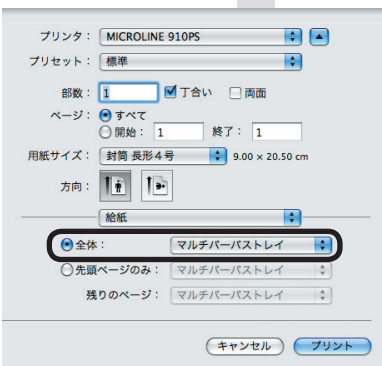 プリンタ： MICROLINE 910PS
プリセット： 標準
部数： 1 丁合い 両面
ページ： すべて
開始： 1 終了： 1
用紙サイズ： 封筒 長形４号 9.00 x 20.50 cm
方向：
給紙
全体： マルチパーパストレイ
先頭ページのみ： マルチパーパストレイ
残りのページ： マルチパーパストレイ
キャンセル プリント